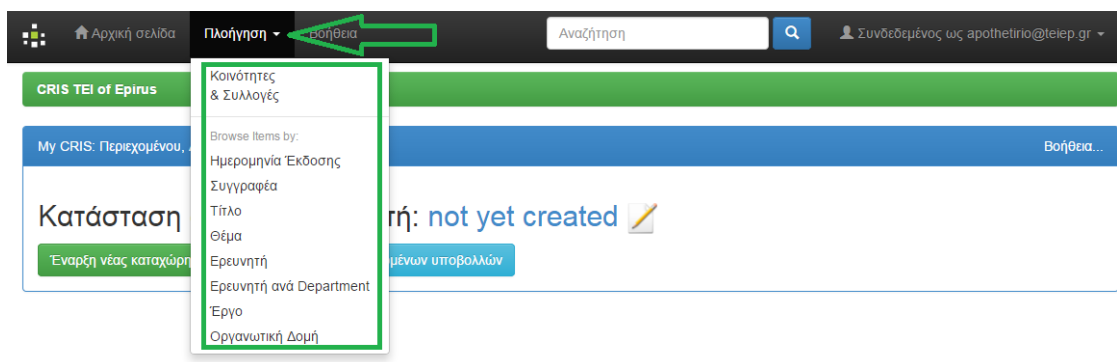 Αρχική σελίδα Πλοήγηση Βοήθεια Αναζήτηση Συνδεδεμένος ως apothetirio@teiep.gr
Κοινότητες
& Συλλογές
CRIS TEI of Epirus
Browse Items by:
My CRIS: Περιεχομένου, Βοήθεια...
Ημερομηνία Έκδοσης
Συγγραφέα
Τίτλο
Κατάσταση τή: not yet created
Θέμα
Έναρξη νέας καταχώρη μένων υποβολλών
Ερευνητή
Ερευνητή ανά Department
Έργο
Οργανωτική Δομή